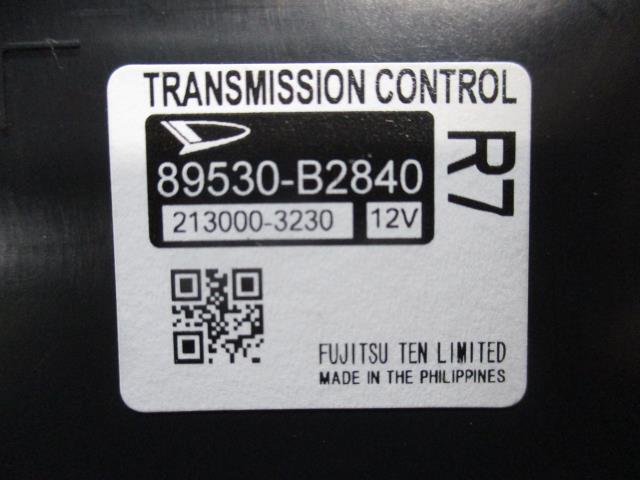 TRANSMISSION CONTROL
89530-B2840
213000-3230 12V
R7
FUJITSU TEN LIMITED
MADE IN THE PHILIPPINES